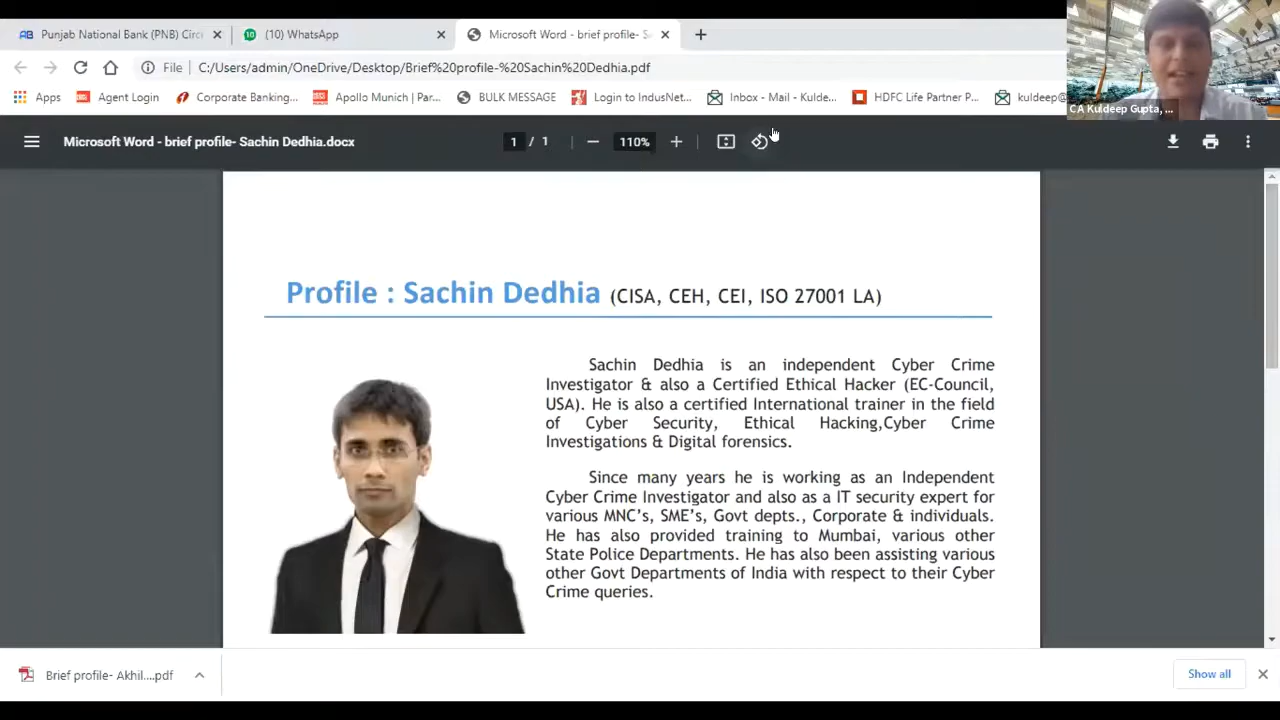 Punjab National Bank (PNB) Circ
(10) WhatsApp
Microsoft Word - brief profile- S
File C:/Users/admin/OneDrive/Desktop/Brief%20profile-%20Sachin%20Dedhia.pdf
Apps Agent Login Corporate Banking... Apollo Munich | Par... BULK MESSAGE Login to IndusNet... Inbox - Mail - Kulde... HDFC Life Partner P... kuldeep@
CA Kuldeep Gupta, ...
Microsoft Word - brief profile- Sachin Dedhia.docx 1 / 1 110%
Profile : Sachin Dedhia (CISA, CEH, CEI, ISO 27001 LA)
Sachin Dedhia is an independent Cyber Crime
Investigator & also a Certified Ethical Hacker (EC-Council,
USA). He is also a certified International trainer in the field
of Cyber Security, Ethical Hacking,Cyber Crime
Investigations & Digital forensics.
Since many years he is working as an Independent
Cyber Crime Investigator and also as a IT security expert for
various MNC's, SME's, Govt depts., Corporate & individuals.
He has also provided training to Mumbai, various other
State Police Departments. He has also been assisting various
other Govt Departments of India with respect to their Cyber
Crime queries.
Brief profile- Akhil....pdf
Show all